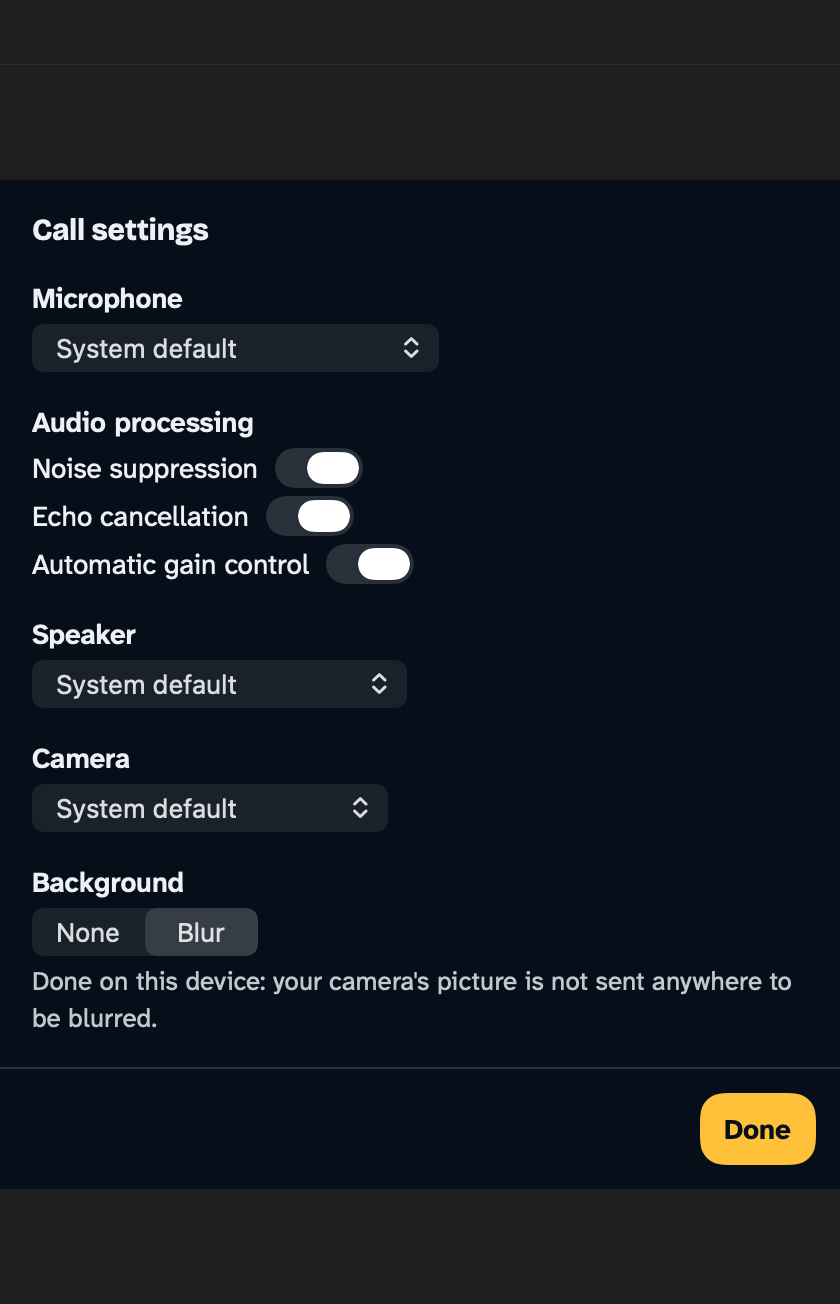 Call settings
Microphone
System default
Audio processing
Noise suppression
Echo cancellation
Automatic gain control
Speaker
System default
Camera
System default
Background
None Blur
Done on this device: your camera's picture is not sent anywhere to
be blurred.
Done